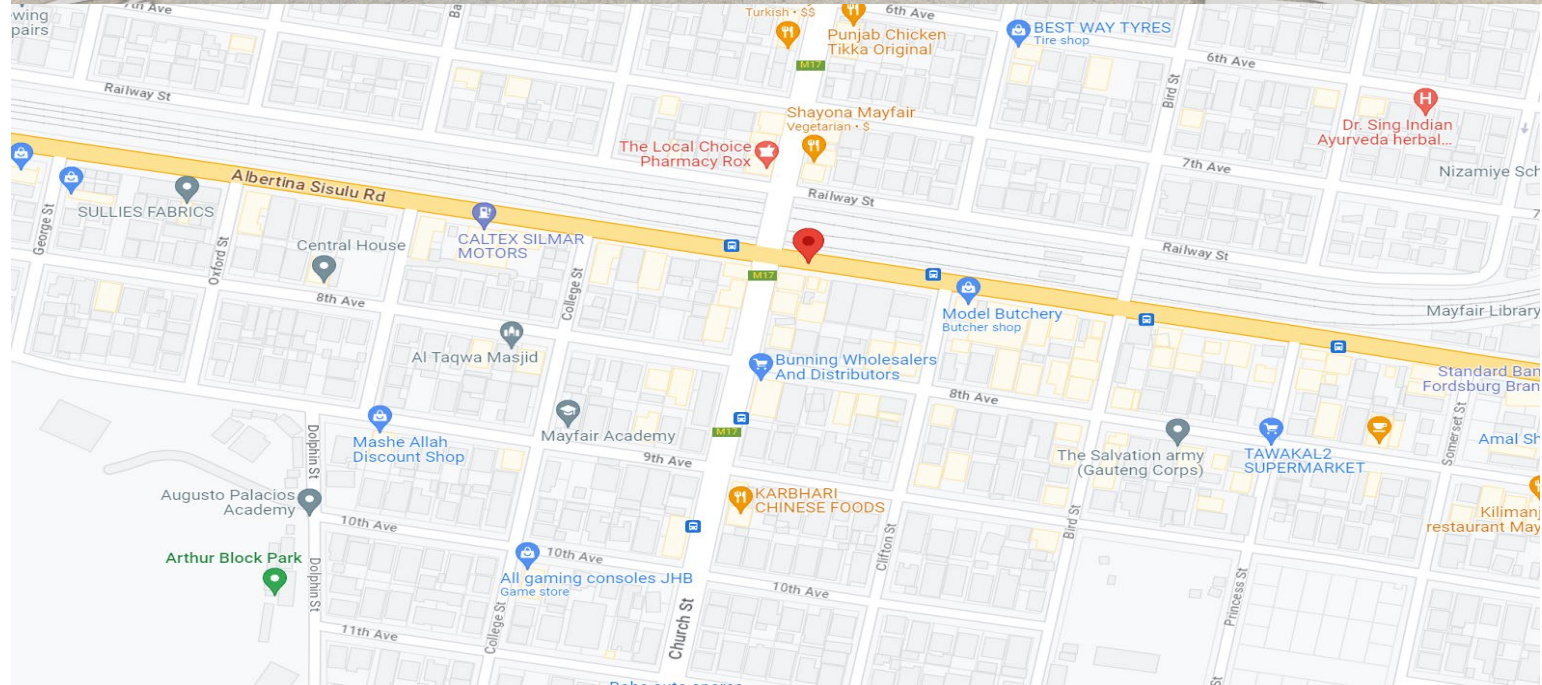 wing
pairs
7th Ave
Ba
Turkish • $$
6th Ave
Punjab Chicken
Tikka Original
BEST WAY TYRES
Tire shop
M17
6th Ave
Bird St
Railway St
Shayona Mayfair
Vegetarian • $
The Local Choice
Pharmacy Rox
Dr. Sing Indian
Ayurveda herbal...
H
7th Ave
Nizamiye Sch
Albertina Sisulu Rd
Railway St
7
SULLIES FABRICS
George St
Oxford St
Central House
CALTEX SILMAR
MOTORS
College St
Railway St
M17
8th Ave
Model Butchery
Butcher shop
Mayfair Library
Al Taqwa Masjid
Bunning Wholesalers
And Distributors
Standard Ban
Fordsburg Bran
8th Ave
Mashe Allah
Discount Shop
Dolphin St
Mayfair Academy
M17
9th Ave
The Salvation army
(Gauteng Corps)
TAWAKAL2
SUPERMARKET
Somerset St
Amal Sh
Augusto Palacios
Academy
KARBHARI
CHINESE FOODS
Kilimanj
restaurant May
10th Ave
Clifton St
Bird St
Arthur Block Park
Dolphin St
10th Ave
All gaming consoles JHB
Game store
10th Ave
Princess St
College St
Church St
11th Ave
St